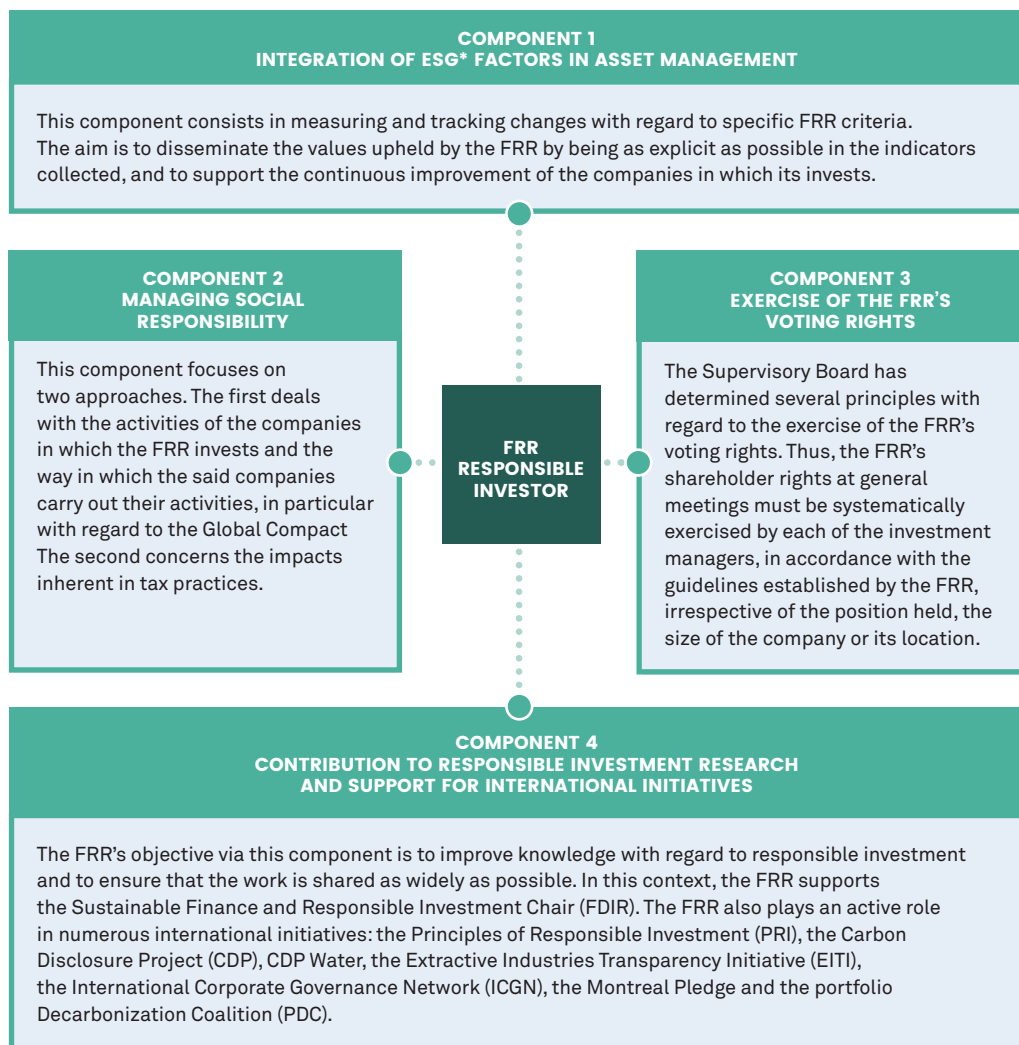 COMPONENT 1
INTEGRATION OF ESG* FACTORS IN ASSET MANAGEMENT
This component consists in measuring and tracking changes with regard to specific FRR criteria.
The aim is to disseminate the values upheld by the FRR by being as explicit as possible in the indicators
collected, and to support the continuous improvement of the companies in which its invests.
COMPONENT 2
MANAGING SOCIAL
RESPONSIBILITY
This component focuses on
two approaches. The first deals
with the activities of the companies
in which the FRR invests and the
way in which the said companies
carry out their activities, in particular
with regard to the Global Compact
The second concerns the impacts
inherent in tax practices.
FRR
RESPONSIBLE
INVESTOR
COMPONENT 3
EXERCISE OF THE FRR'S
VOTING RIGHTS
The Supervisory Board has
determined several principles with
regard to the exercise of the FRR's
voting rights. Thus, the FRR's
shareholder rights at general
meetings must be systematically
exercised by each of the investment
managers, in accordance with the
guidelines established by the FRR,
irrespective of the position held, the
size of the company or its location.
COMPONENT 4
CONTRIBUTION TO RESPONSIBLE INVESTMENT RESEARCH
AND SUPPORT FOR INTERNATIONAL INITIATIVES
The FRR's objective via this component is to improve knowledge with regard to responsible investment
and to ensure that the work is shared as widely as possible. In this context, the FRR supports
the Sustainable Finance and Responsible Investment Chair (FDIR). The FRR also plays an active role
in numerous international initiatives: the Principles of Responsible Investment (PRI), the Carbon
Disclosure Project (CDP), CDP Water, the Extractive Industries Transparency Initiative (EITI),
the International Corporate Governance Network (ICGN), the Montreal Pledge and the portfolio
Decarbonization Coalition (PDC).